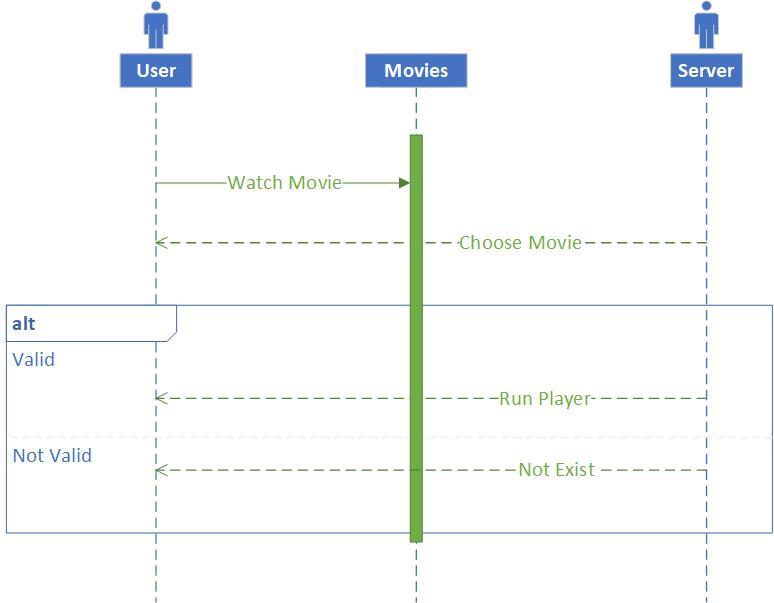 User
Movies
Server
Watch Movie
Choose Movie
alt
Valid
Run Player
Not Valid
Not Exist